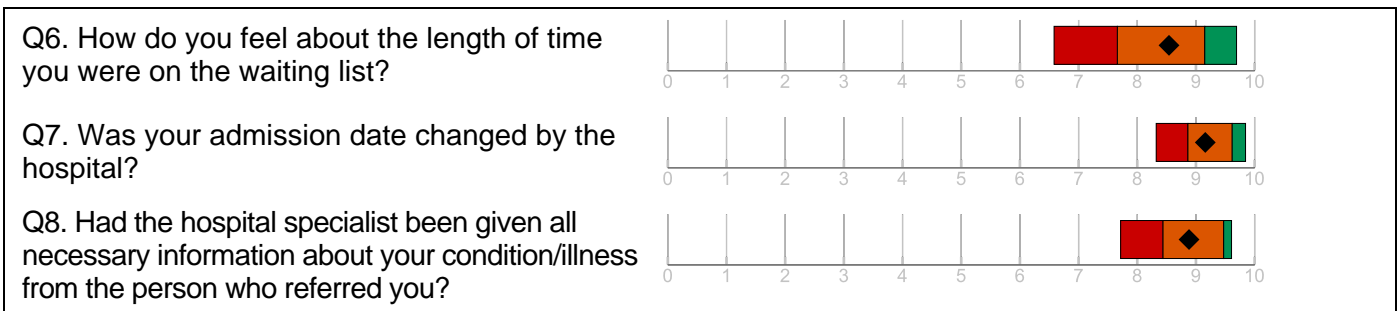 Q6. How do you feel about the length of time
you were on the waiting list?
0 1 2 3 4 5 6 7 8 9 10
Q7. Was your admission date changed by the
hospital?
0 1 2 3 4 5 6 7 8 9 10
Q8. Had the hospital specialist been given all
necessary information about your condition/illness
from the person who referred you?
0 1 2 3 4 5 6 7 8 9 10